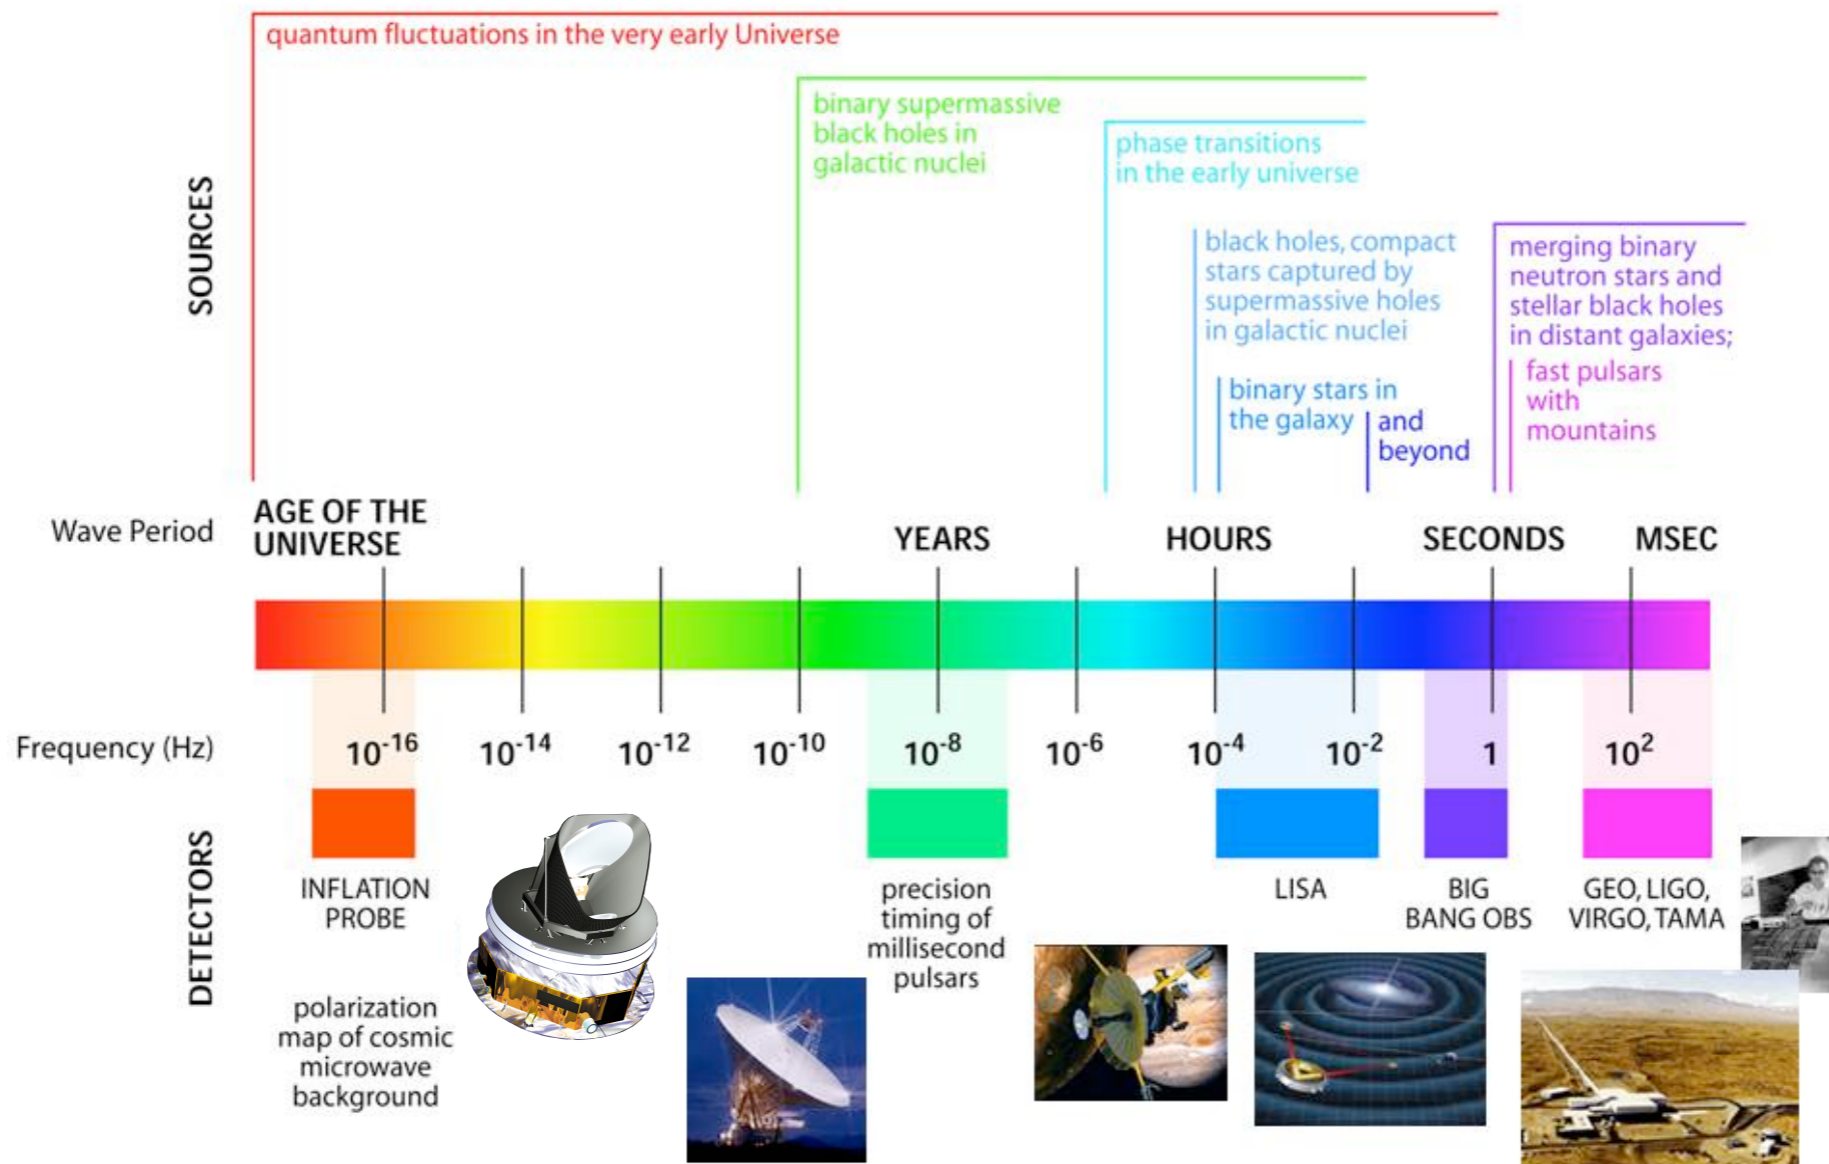 quantum fluctuations in the very early Universe
binary supermassive
black holes in
galactic nuclei
phase transitions
in the early universe
SOURCES
black holes, compact
stars captured by
supermassive holes
in galactic nuclei
merging binary
neutron stars and
stellar black holes
in distant galaxies;
binary stars in
the galaxy
and
beyond
fast pulsars
with
mountains
Wave Period
AGE OF THE
UNIVERSE
YEARS
HOURS
SECONDS
MSEC
Frequency (Hz)
10⁻¹⁶ 10⁻¹⁴ 10⁻¹² 10⁻¹⁰ 10⁻⁸ 10⁻⁶ 10⁻⁴ 10⁻² 1 10²
DETECTORS
INFLATION
PROBE
polarization
map of cosmic
microwave
background
precision
timing of
millisecond
pulsars
LISA
BIG
BANG OBS
GEO, LIGO,
VIRGO, TAMA